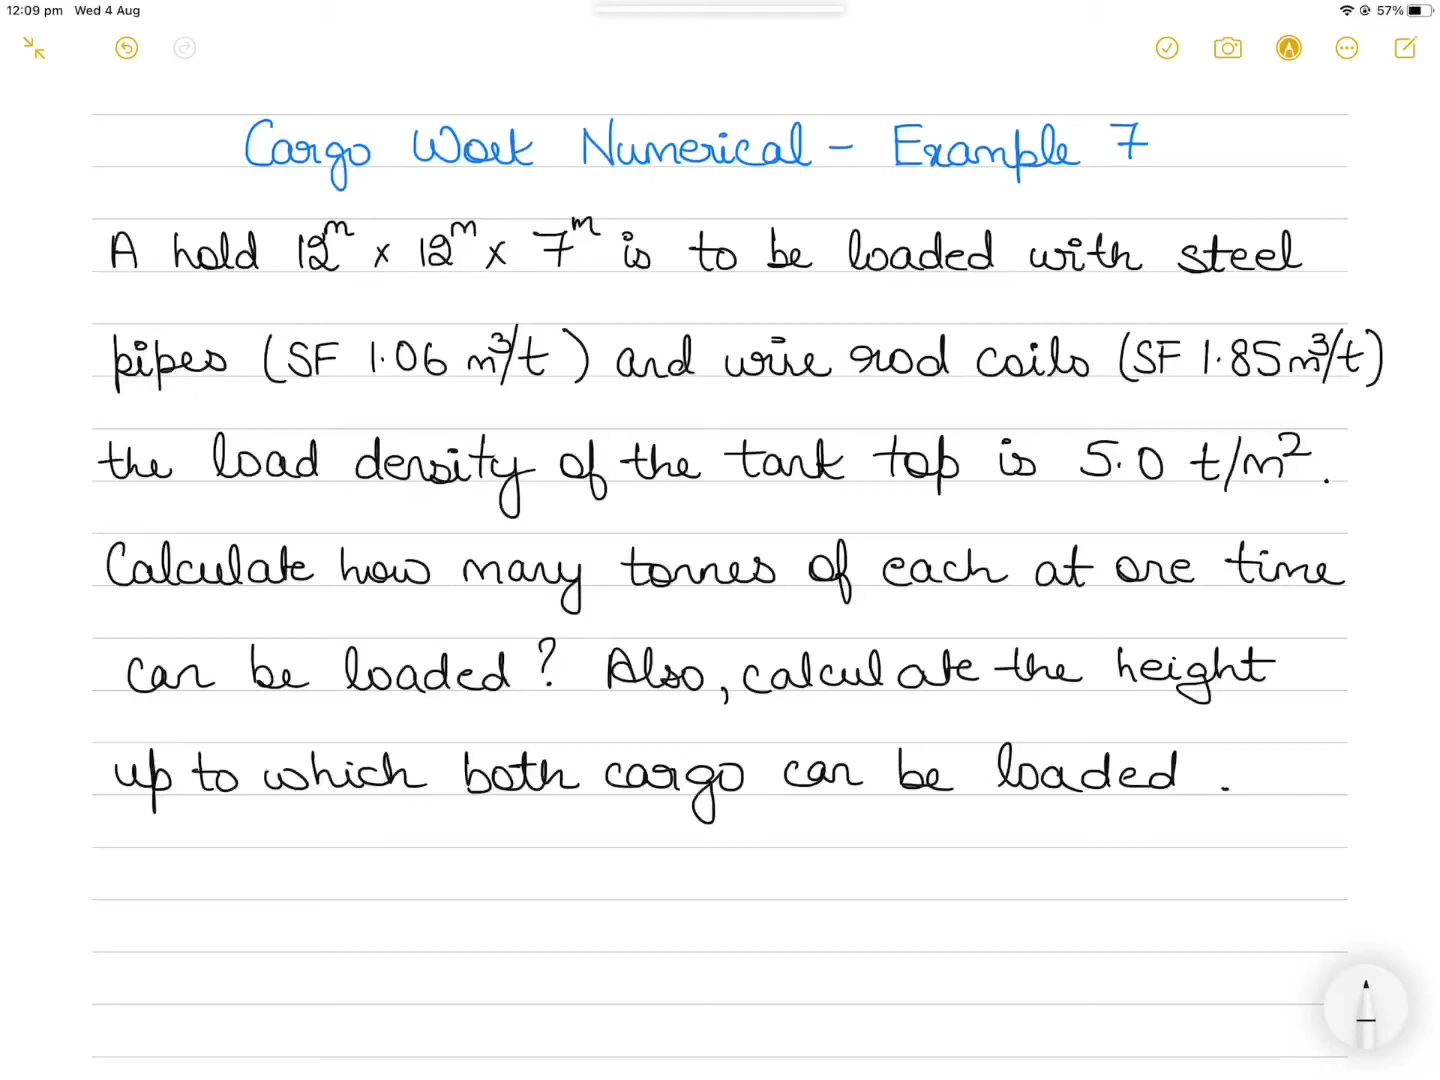 12:09 pm Wed 4 Aug
57%
Cargo Work Numerical - Example 7
A hold 12ᵐ x 12ᵐ x 7ᵐ is to be loaded with steel
pipes (SF 1.06 m³/t) and wire rod coils (SF 1.85m³/t)
the load density of the tank top is 5.0 t/m².
Calculate how many tonnes of each at one time
can be loaded? Also, calculate the height
up to which both cargo can be loaded.